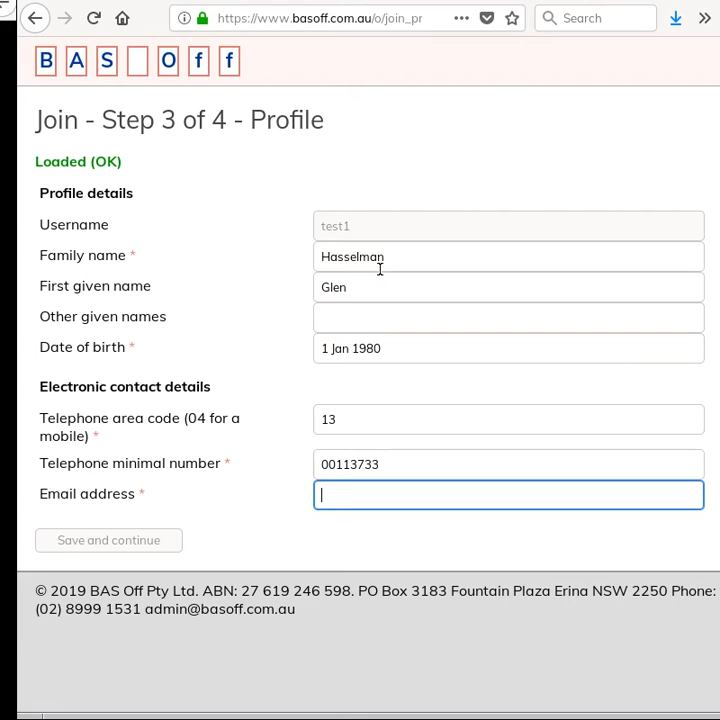 https://www.basoff.com.au/o/join_pr
Search
B A S O f f
Join - Step 3 of 4 - Profile
Loaded (OK)
Profile details
Username
test1
Family name *
Hasselman
First given name
Glen
Other given names
Date of birth *
1 Jan 1980
Electronic contact details
Telephone area code (04 for a
mobile) *
13
Telephone minimal number *
00113733
Email address *
Save and continue
© 2019 BAS Off Pty Ltd. ABN: 27 619 246 598. PO Box 3183 Fountain Plaza Erina NSW 2250 Phone:
(02) 8999 1531 admin@basoff.com.au